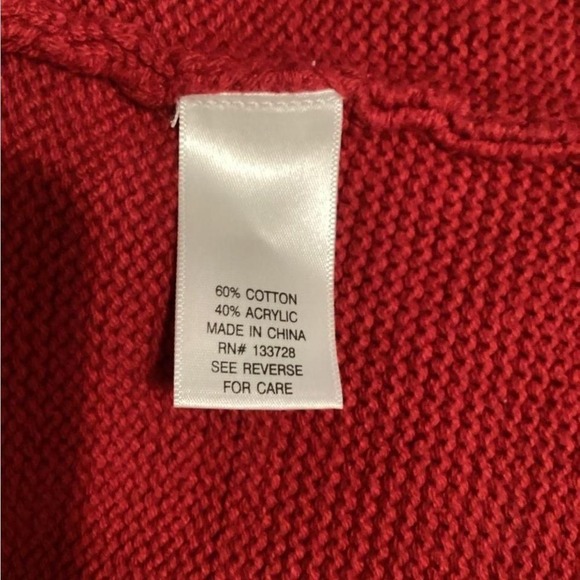 60% COTTON
40% ACRYLIC
MADE IN CHINA
RN# 133728
SEE REVERSE
FOR CARE